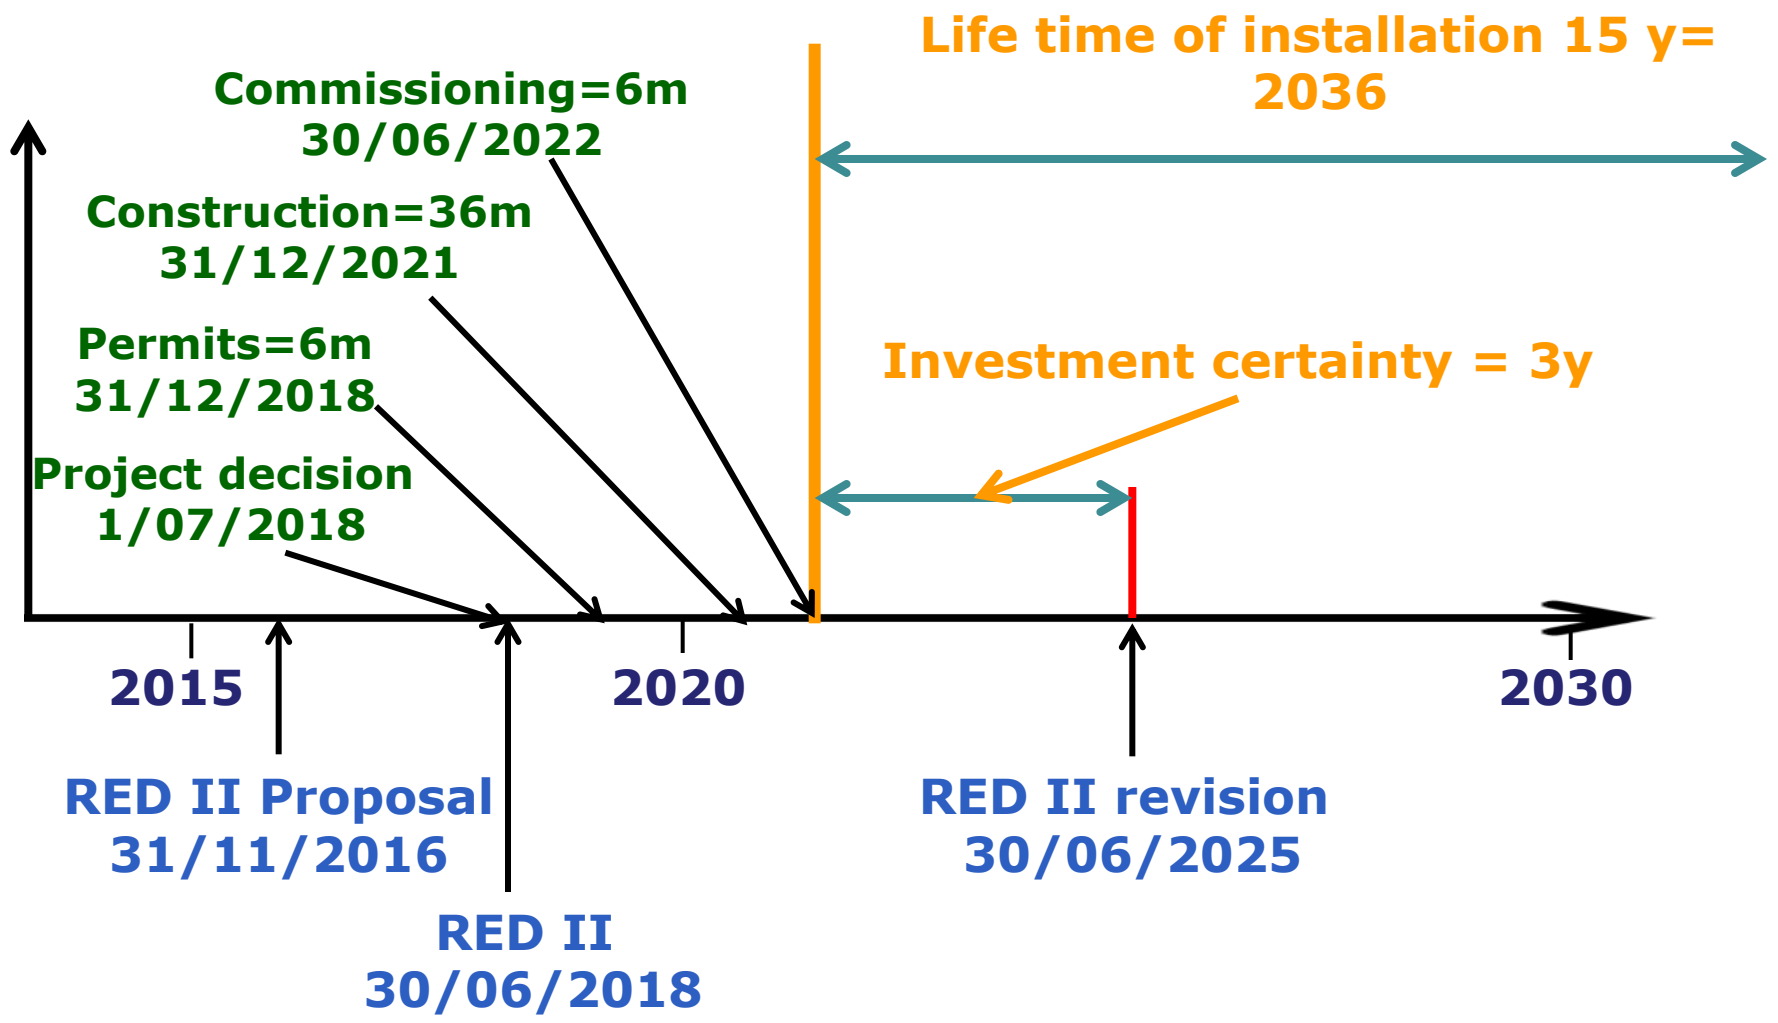 Life time of installation 15 y=
2036
Commissioning=6m
30/06/2022
Construction=36m
31/12/2021
Permits=6m
31/12/2018
Investment certainty = 3y
Project decision
1/07/2018
2015
2020
2030
RED II Proposal
31/11/2016
RED II revision
30/06/2025
RED II
30/06/2018